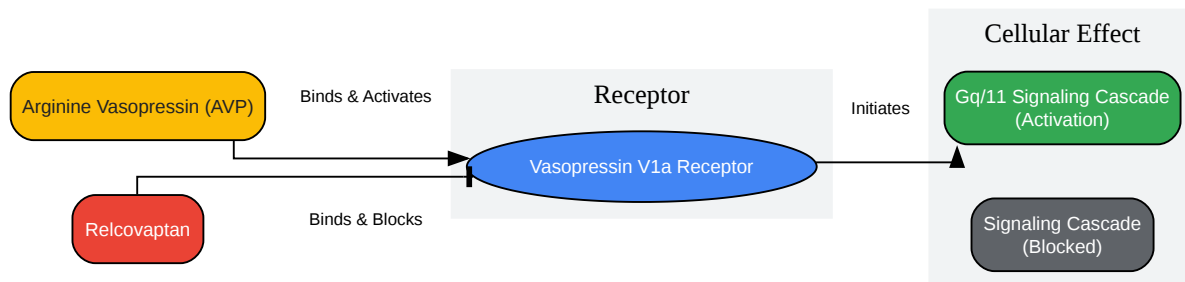 Cellular Effect
Arginine Vasopressin (AVP)
Binds & Activates
Receptor
Initiates
Gq/11 Signaling Cascade
(Activation)
Vasopressin V1a Receptor
Relcovaptan
Binds & Blocks
Signaling Cascade
(Blocked)